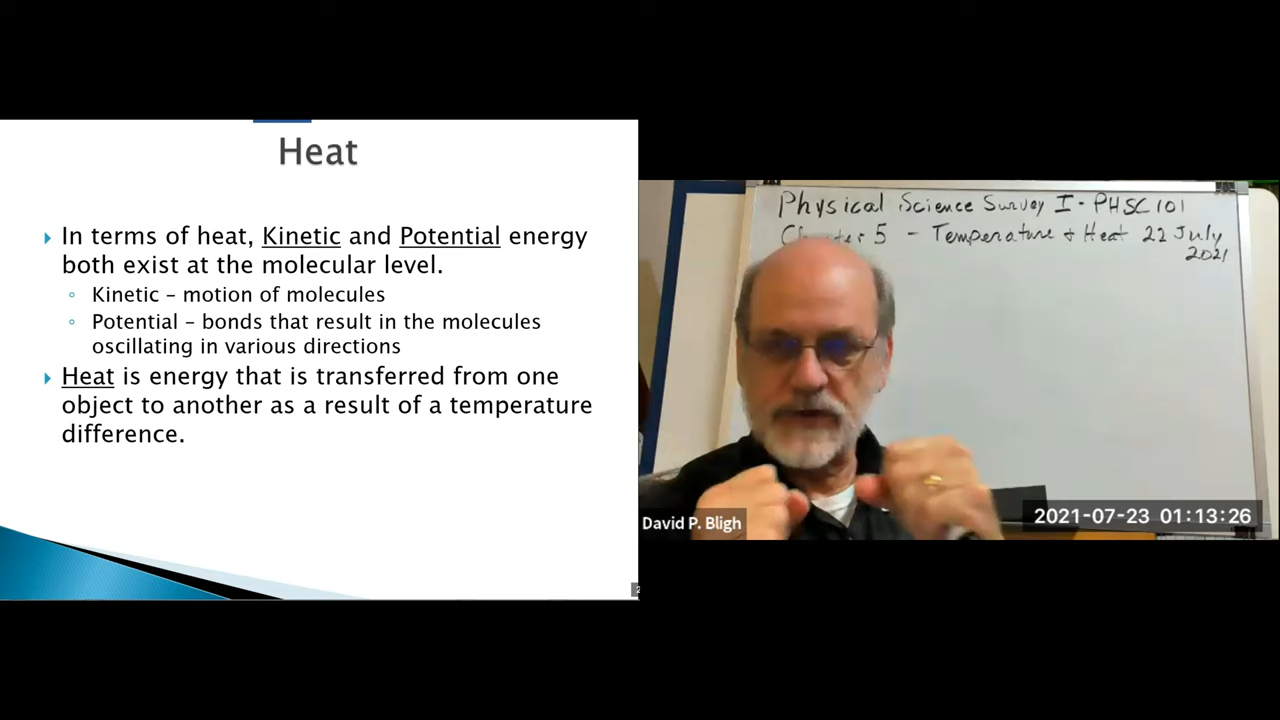 Heat
In terms of heat, Kinetic and Potential energy
both exist at the molecular level.
Kinetic – motion of molecules
Potential – bonds that result in the molecules
oscillating in various directions
Heat is energy that is transferred from one
object to another as a result of a temperature
difference.
Physical Science Survey I - PHSC 101
5 - Temperature + Heat 22 July
2021
David P. Bligh
2021-07-23 01:13:26